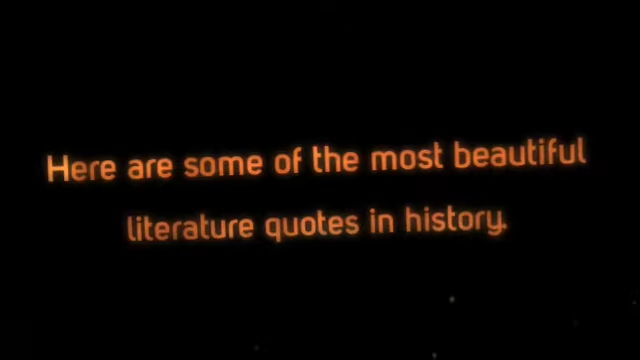 Here are some of the most beautiful
literature quotes in history.